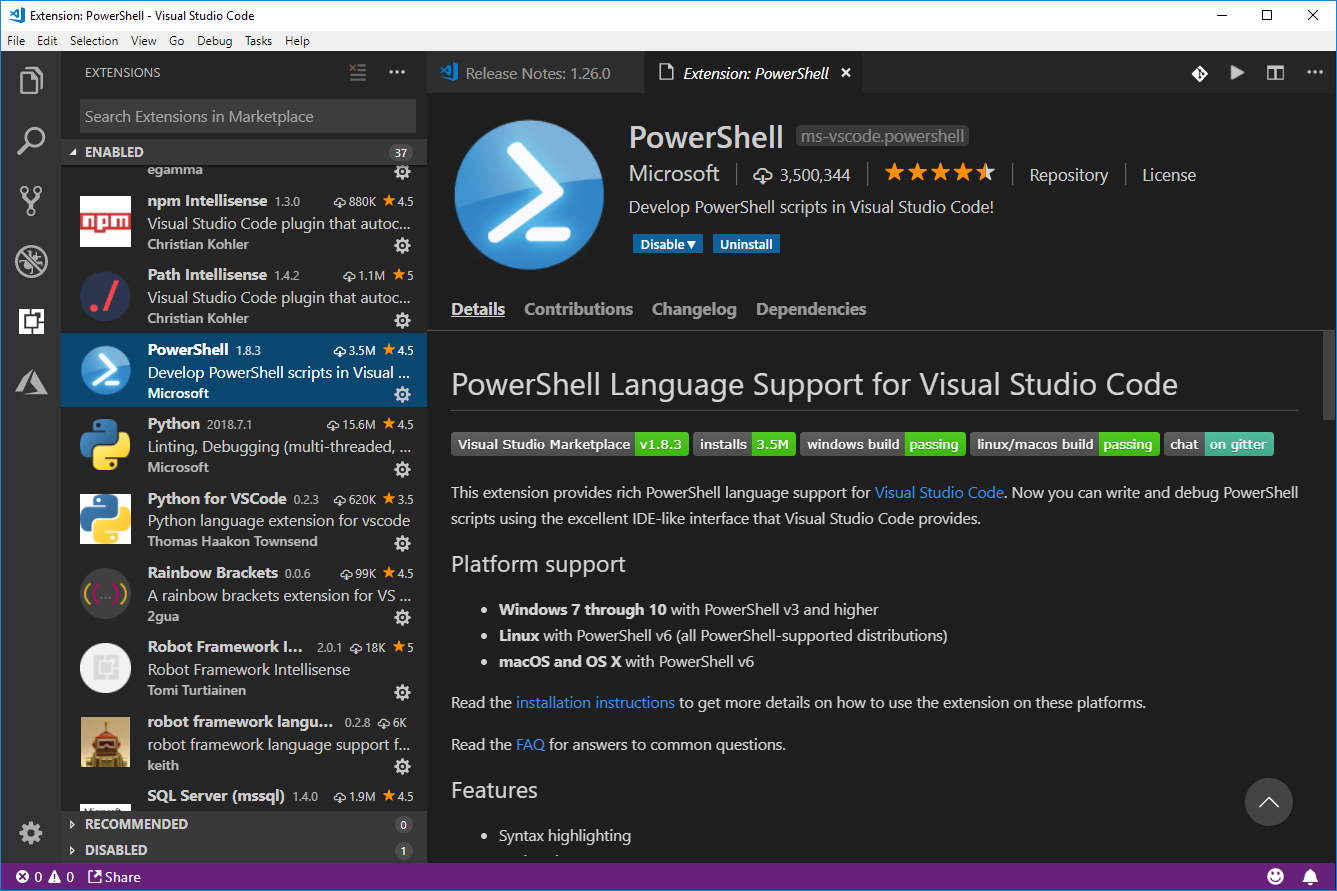 Extension: PowerShell - Visual Studio Code
File Edit Selection View Go Debug Tasks Help
EXTENSIONS
Search Extensions in Marketplace
ENABLED 37
egamma
npm Intellisense 1.3.0 880K 4.5
Visual Studio Code plugin that autoc...
Christian Kohler
Path Intellisense 1.4.2 1.1M 5
Visual Studio Code plugin that autoc...
Christian Kohler
PowerShell 1.8.3 3.5M 4.5
Develop PowerShell scripts in Visual ...
Microsoft
Python 2018.7.1 15.6M 4.5
Linting, Debugging (multi-threaded, ...
Microsoft
Python for VSCode 0.2.3 620K 3.5
Python language extension for vscode
Thomas Haakon Townsend
Rainbow Brackets 0.0.6 99K 4.5
A rainbow brackets extension for VS ...
2gua
Robot Framework I... 2.0.1 18K 5
Robot Framework Intellisense
Tomi Turtiainen
robot framework langu... 0.2.8 6K
robot framework language support f...
keith
SQL Server (mssql) 1.4.0 1.9M 4.5
RECOMMENDED 0
DISABLED 1
Release Notes: 1.26.0
Extension: PowerShell
PowerShell ms-vscode.powershell
Microsoft 3,500,344 Repository License
Develop PowerShell scripts in Visual Studio Code!
Disable Uninstall
Details Contributions Changelog Dependencies
PowerShell Language Support for Visual Studio Code
Visual Studio Marketplace v1.8.3 installs 3.5M windows build passing linux/macos build passing chat on gitter
This extension provides rich PowerShell language support for Visual Studio Code. Now you can write and debug PowerShell
scripts using the excellent IDE-like interface that Visual Studio Code provides.
Platform support
• Windows 7 through 10 with PowerShell v3 and higher
• Linux with PowerShell v6 (all PowerShell-supported distributions)
• macOS and OS X with PowerShell v6
Read the installation instructions to get more details on how to use the extension on these platforms.
Read the FAQ for answers to common questions.
Features
• Syntax highlighting
0 0 Share